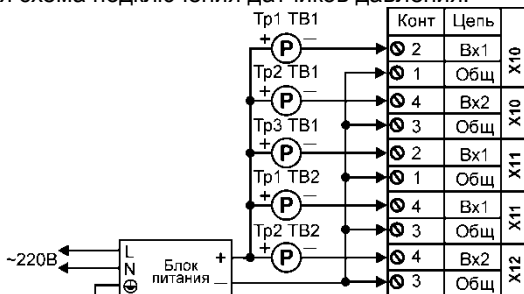 я схема подключения датчиков давления.
Тр1 ТВ1 Конт Цепь
+ P − 2 Вх1 X10
Тр2 ТВ1 1 Общ
+ P − 4 Вх2 X10
Тр3 ТВ1 3 Общ
+ P − 2 Вх1 X11
Тр1 ТВ2 1 Общ
+ P − 4 Вх1 X11
Тр2 ТВ2 3 Общ
+ P − 4 Вх2 X12
3 Общ
~220В L N Блок питания + −